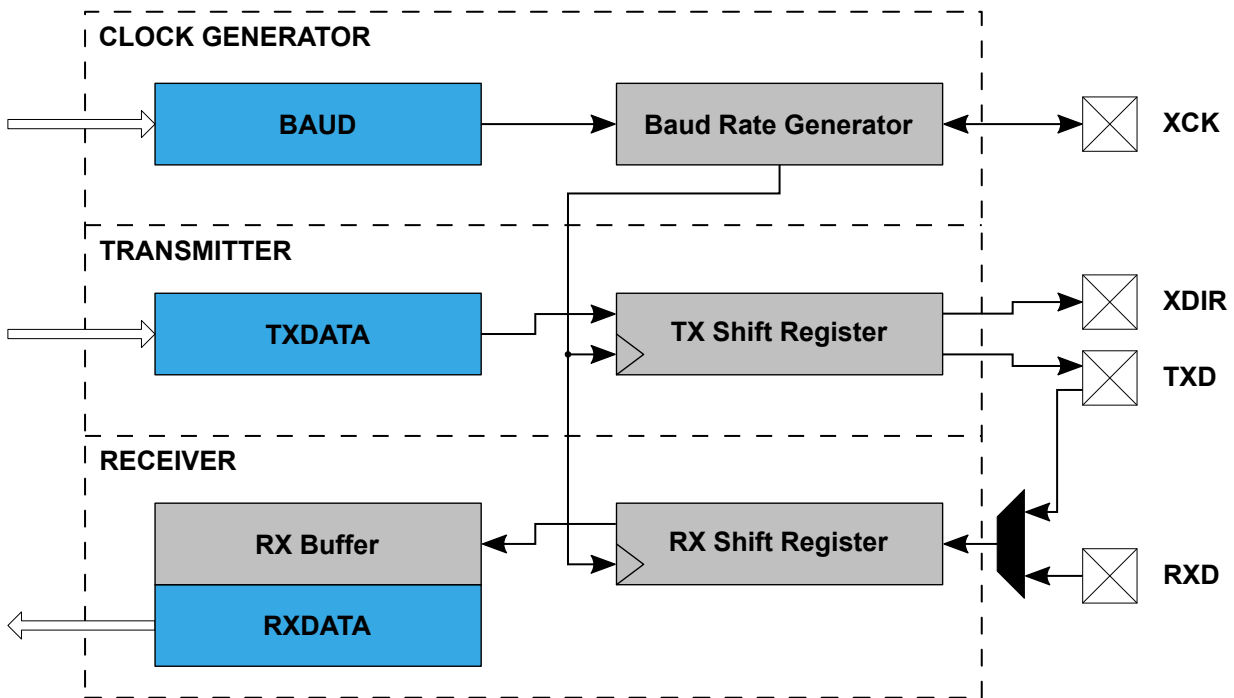 CLOCK GENERATOR
BAUD
Baud Rate Generator
XCK
TRANSMITTER
TXDATA
TX Shift Register
XDIR
TXD
RECEIVER
RX Buffer
RX Shift Register
RXD
RXDATA